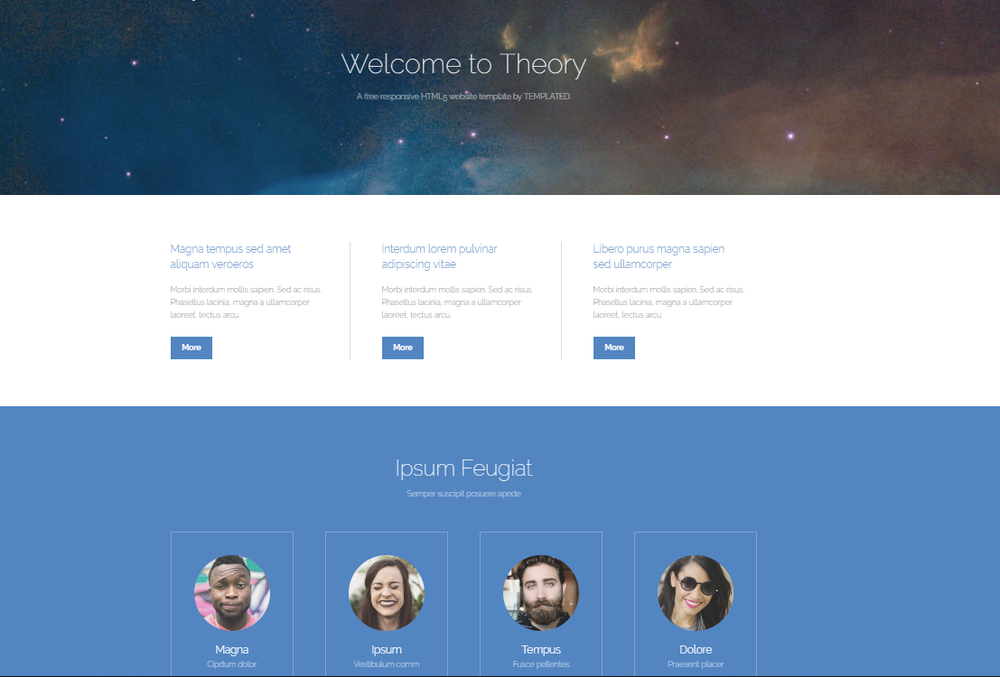 Welcome to Theory
A free responsive HTML5 website template by TEMPLATED.
Magna tempus sed amet
aliquam veroeros
Morbi interdum mollis sapien. Sed ac risus.
Phasellus lacinia, magna a ullamcorper
laoreet, lectus arcu.
More
Interdum lorem pulvinar
adipiscing vitae
Morbi interdum mollis sapien. Sed ac risus.
Phasellus lacinia, magna a ullamcorper
laoreet, lectus arcu.
More
Libero purus magna sapien
sed ullamcorper
Morbi interdum mollis sapien. Sed ac risus.
Phasellus lacinia, magna a ullamcorper
laoreet, lectus arcu.
More
Ipsum Feugiat
Semper suscipit posuere apede
Magna
Cipdum dolor
Ipsum
Vestibulum comm
Tempus
Fusce pellentes
Dolore
Praesent placer